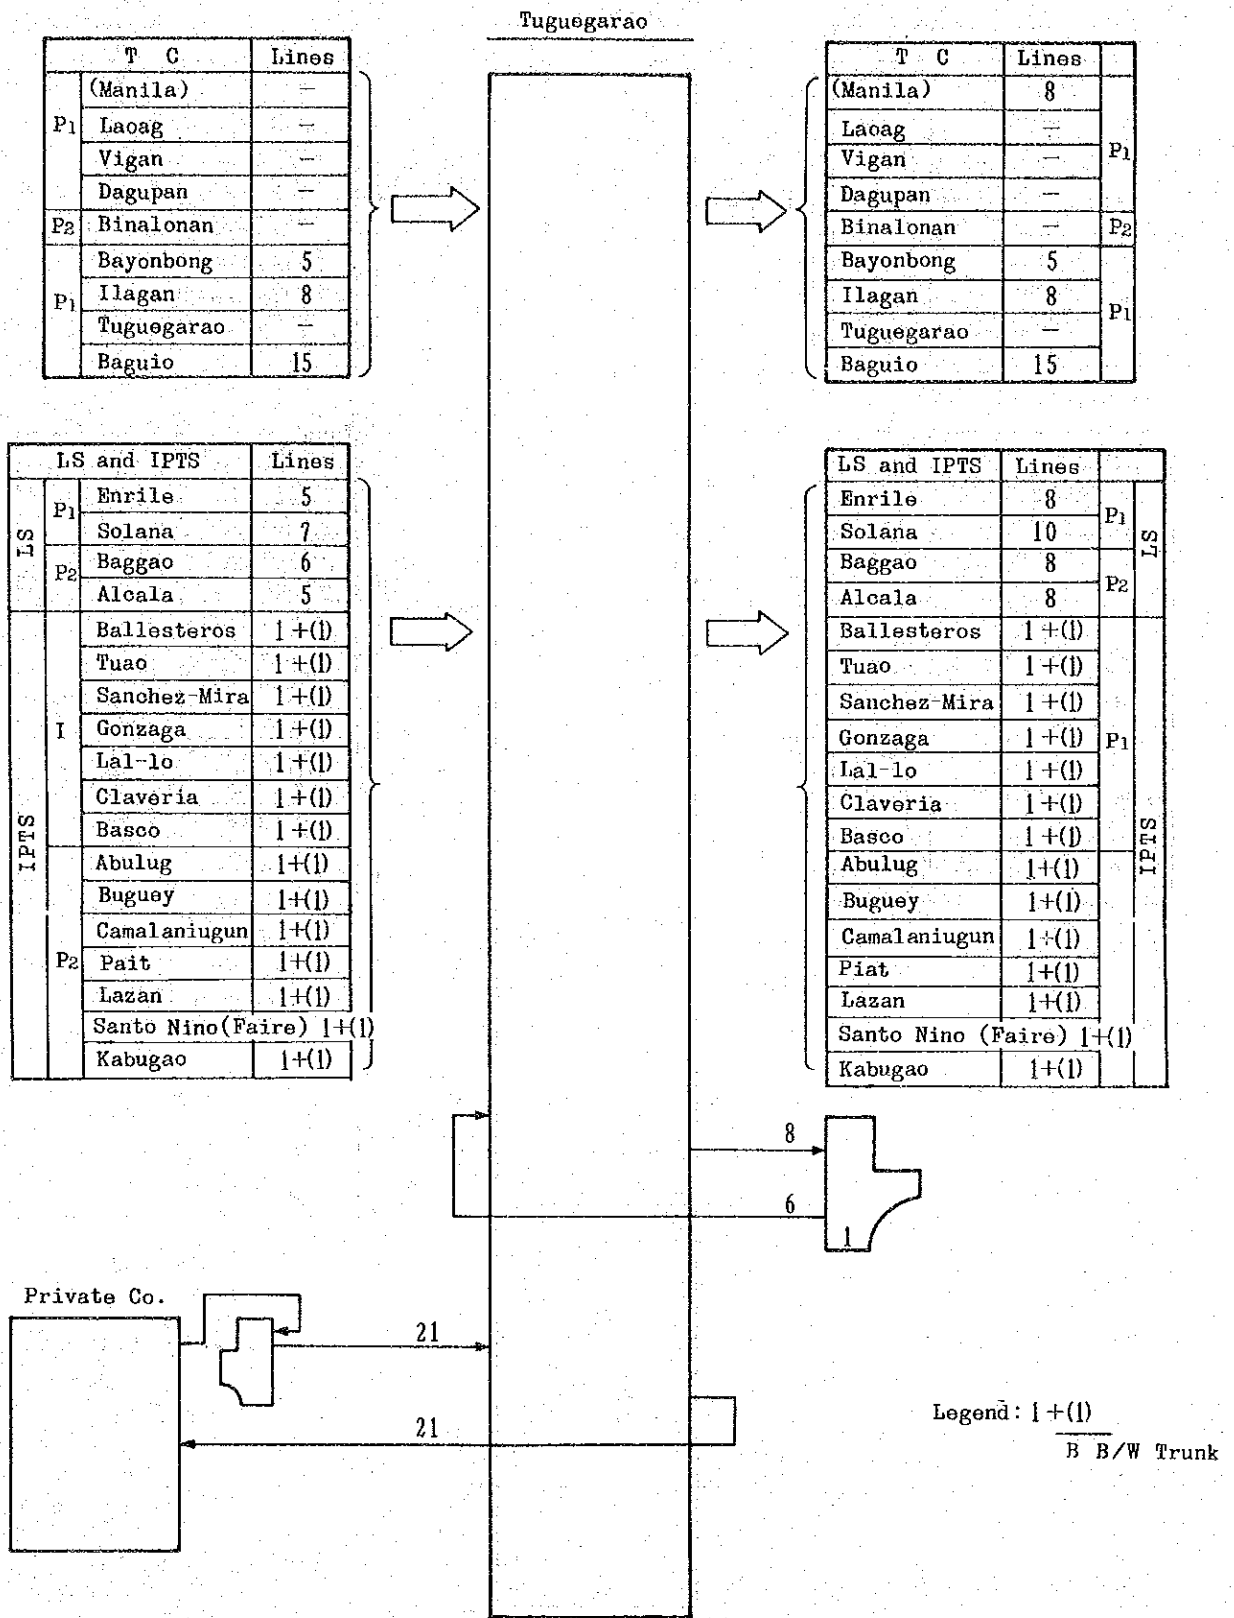 Tuguegarao
T C Lines
P1
(Manila) —
Laoag —
Vigan —
Dagupan —
P2 Binalonan —
P1
Bayonbong 5
Ilagan 8
Tuguegarao —
Baguio 15
T C Lines
(Manila) 8
Laoag —
Vigan —
Dagupan —
P1
Binalonan — P2
Bayonbong 5
Ilagan 8
Tuguegarao —
Baguio 15
P1
LS and IPTS Lines
LS
P1
Enrile 5
Solana 7
P2
Baggao 6
Alcala 5
IPTS
I
Ballesteros 1+(1)
Tuao 1+(1)
Sanchez-Mira 1+(1)
Gonzaga 1+(1)
Lal-lo 1+(1)
Claveria 1+(1)
Basco 1+(1)
P2
Abulug 1+(1)
Buguey 1+(1)
Camalaniugun 1+(1)
Pait 1+(1)
Lazan 1+(1)
Santo Nino(Faire) 1+(1)
Kabugao 1+(1)
LS and IPTS Lines
Enrile 8
Solana 10
P1
Baggao 8
Alcala 8
P2
LS
Ballesteros 1+(1)
Tuao 1+(1)
Sanchez-Mira 1+(1)
Gonzaga 1+(1)
Lal-lo 1+(1)
Claveria 1+(1)
Basco 1+(1)
P1
Abulug 1+(1)
Buguey 1+(1)
Camalaniugun 1+(1)
Piat 1+(1)
Lazan 1+(1)
Santo Nino (Faire) 1+(1)
Kabugao 1+(1)
IPTS
8
6
1
Private Co.
21
21
Legend: 1+(1)
B B/W Trunk